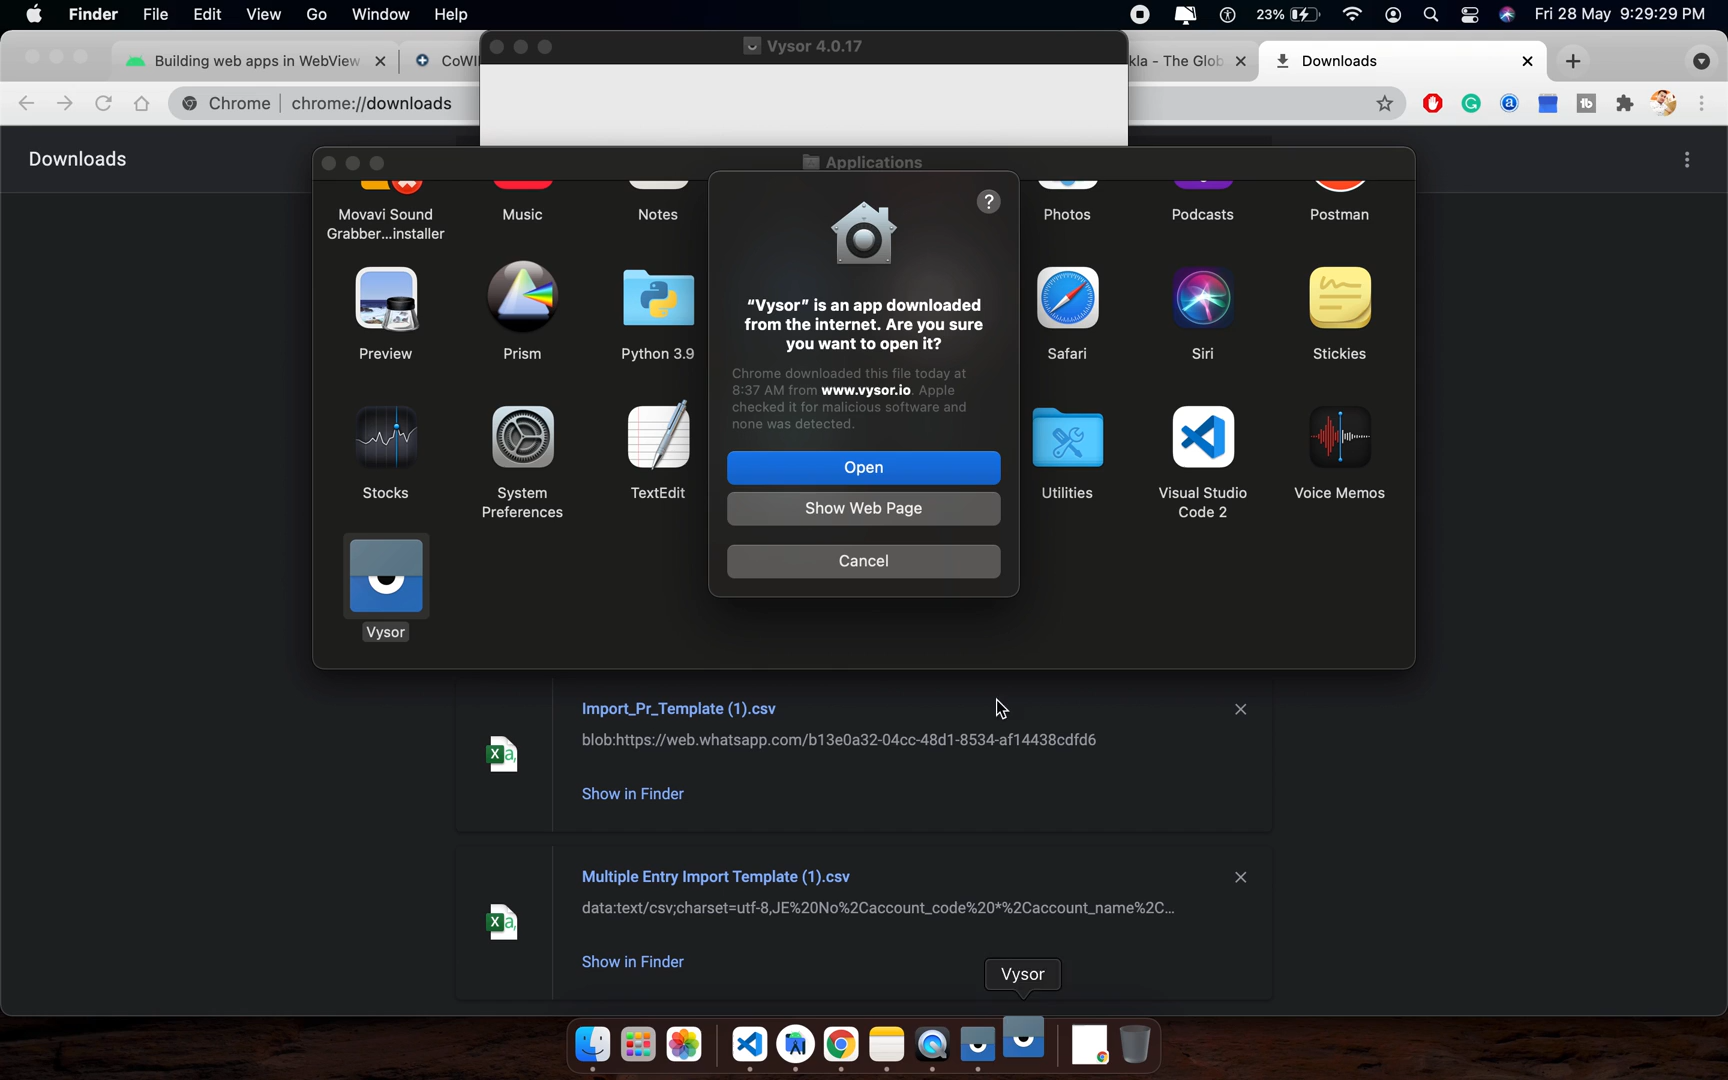 Finder File Edit View Go Window Help
23% Fri 28 May 9:29:29 PM
Building web apps in WebView
CoWI
Vysor 4.0.17
kla - The Glob
Downloads
Chrome chrome://downloads
Downloads
Applications
Movavi Sound
Grabber...installer
Music
Notes
Photos
Podcasts
Postman
Preview
Prism
Python 3.9
Safari
Siri
Stickies
Stocks
System
Preferences
TextEdit
Utilities
Visual Studio
Code 2
Voice Memos
Vysor
?
“Vysor” is an app downloaded
from the internet. Are you sure
you want to open it?
Chrome downloaded this file today at
8:37 AM from www.vysor.io. Apple
checked it for malicious software and
none was detected.
Open
Show Web Page
Cancel
Import_Pr_Template (1).csv
blob:https://web.whatsapp.com/b13e0a32-04cc-48d1-8534-af14438cdfd6
Show in Finder
Multiple Entry Import Template (1).csv
data:text/csv;charset=utf-8,JE%20No%2Caccount_code%20*%2Caccount_name%2C...
Show in Finder
Vysor